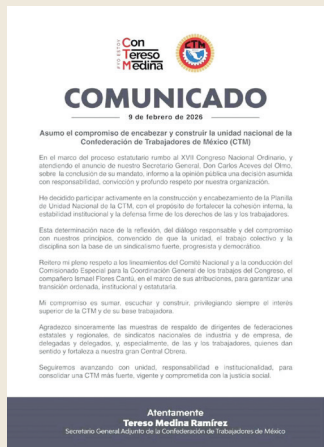 YO ESTOY
Con
Tereso
Medina
CTM
COMUNICADO
9 de febrero de 2026
Asumo el compromiso de encabezar y construir la unidad nacional de la
Confederación de Trabajadores de México (CTM)
En el marco del proceso estatutario rumbo al XVII Congreso Nacional Ordinario, y
atendiendo el anuncio de nuestro Secretario General, Don Carlos Aceves del Olmo,
sobre la conclusión de su mandato, informo a la opinión pública una decisión asumida
con responsabilidad, convicción y profundo respeto por nuestra organización.
He decidido participar activamente en la construcción y encabezamiento de la Planilla
de Unidad Nacional de la CTM, con el propósito de fortalecer la cohesión interna, la
estabilidad institucional y la defensa firme de los derechos de las y los trabajadores.
Esta determinación nace de la reflexión, del diálogo responsable y del compromiso
con nuestros principios, convencido de que la unidad, el trabajo colectivo y la
disciplina son la base de un sindicalismo fuerte, progresista y democrático.
Reitero mi pleno respeto a los lineamientos del Comité Nacional y a la conducción del
Comisionado Especial para la Coordinación General de los trabajos del Congreso, el
compañero Ismael Flores Cantú, en el marco de sus atribuciones, para garantizar una
transición ordenada, institucional y estatutaria.
Mi compromiso es sumar, escuchar y construir, privilegiando siempre el interés
superior de la CTM y de su base trabajadora.
Agradezco sinceramente las muestras de respaldo de dirigentes de federaciones
estatales y regionales, de sindicatos nacionales de industria y de empresa, de
delegadas y delegados, y, especialmente, de las y los trabajadores, quienes dan
sentido y fortaleza a nuestra gran Central Obrera.
Seguiremos avanzando con unidad, responsabilidad e institucionalidad, para
consolidar una CTM más fuerte, vigente y comprometida con la justicia social.
Atentamente
Tereso Medina Ramírez
Secretario General Adjunto de la Confederación de Trabajadores de México